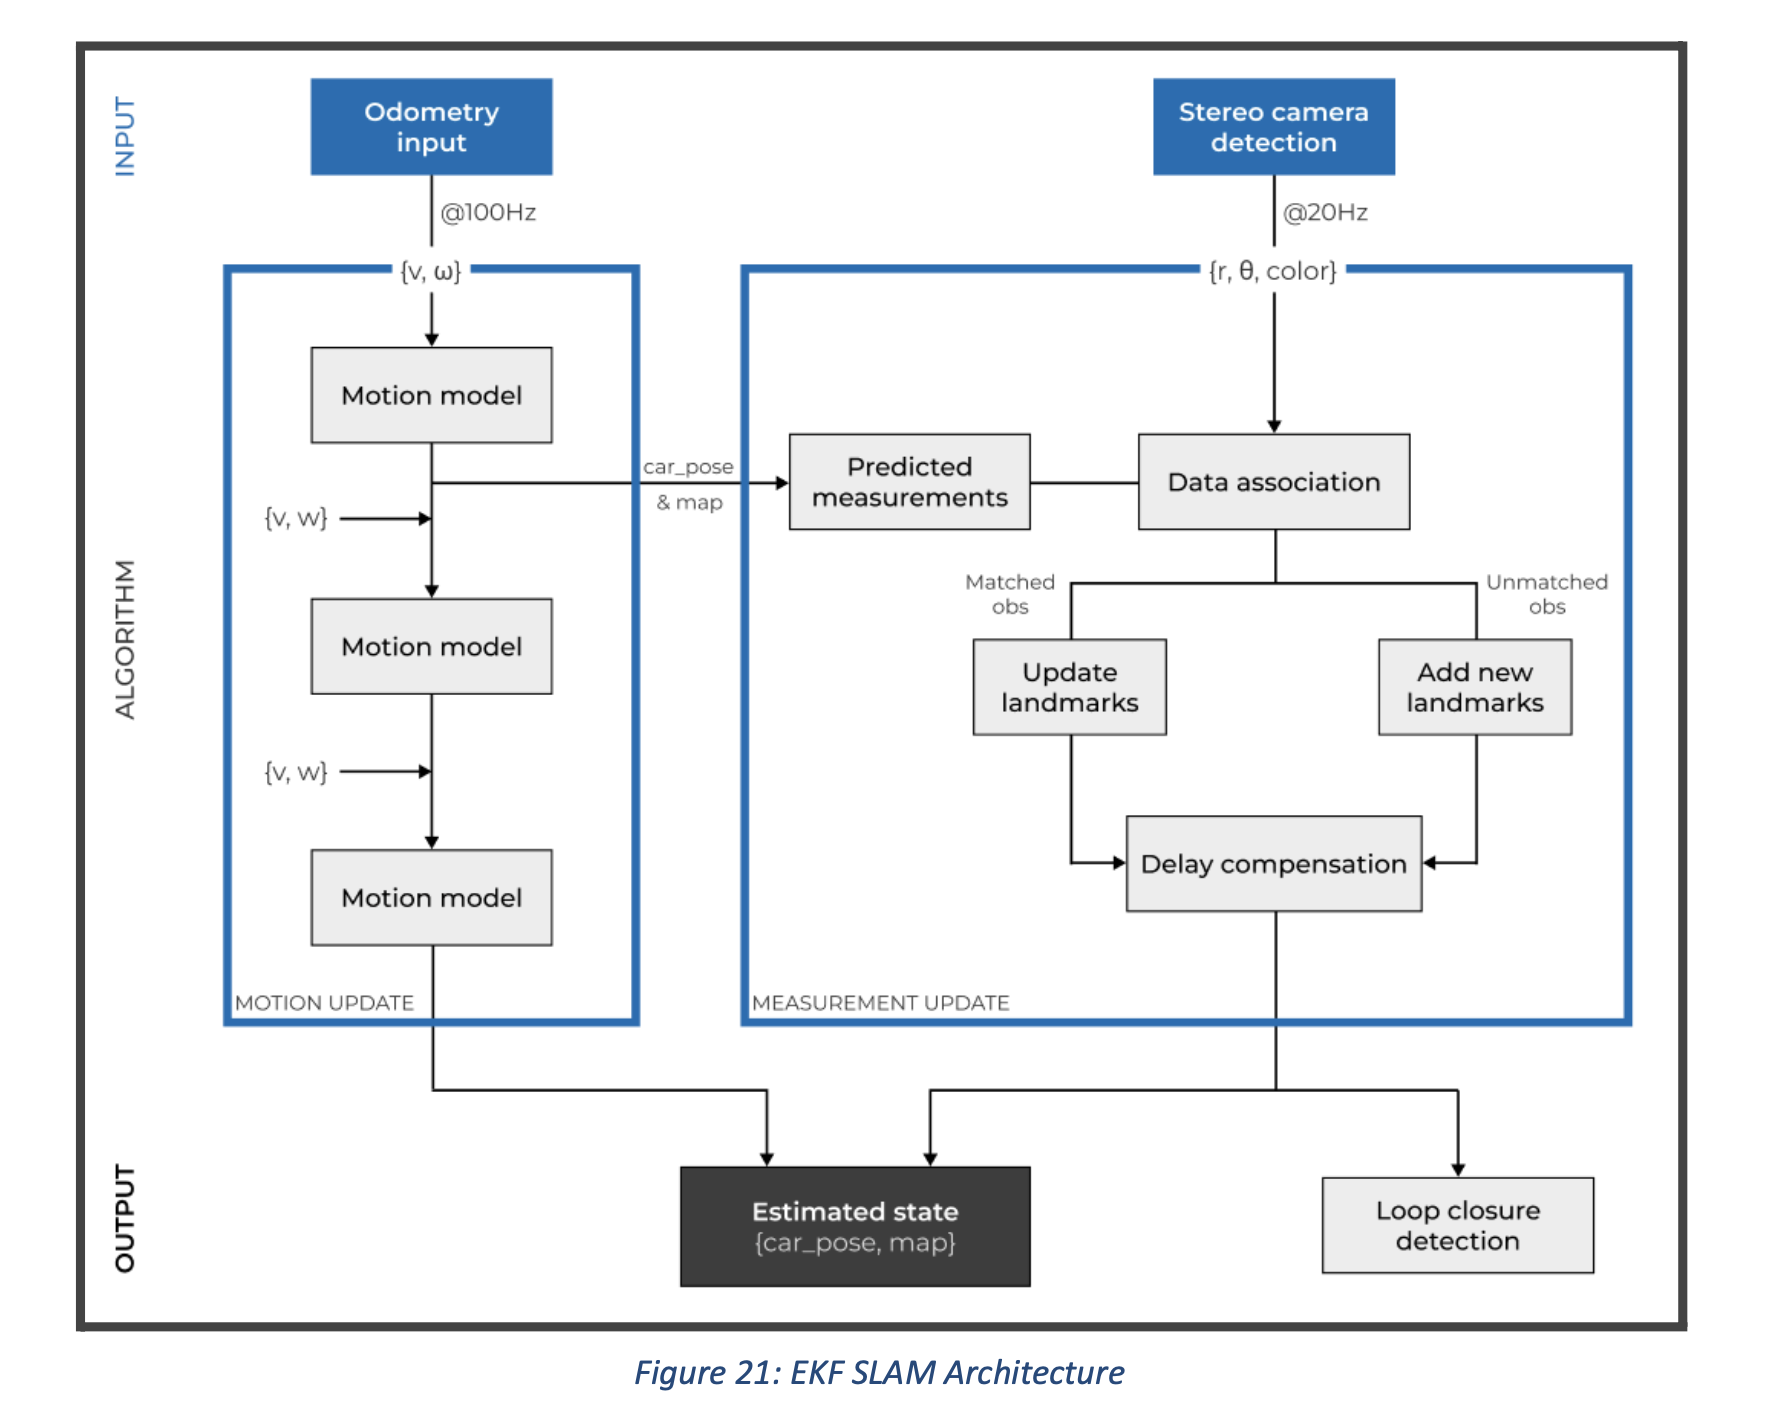 INPUT
Odometry
input
Stereo camera
detection
@100Hz
@20Hz
{v, ω}
{r, θ, color}
Motion model
car_pose
& map
Predicted
measurements
Data association
{v, w}
Matched
obs
Unmatched
obs
ALGORITHM
Motion model
Update
landmarks
Add new
landmarks
{v, w}
Delay compensation
Motion model
MOTION UPDATE
MEASUREMENT UPDATE
OUTPUT
Estimated state
{car_pose, map}
Loop closure
detection
Figure 21: EKF SLAM Architecture